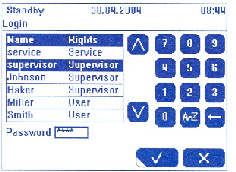 Standby 30.04.2004 08:44
Login
Name Rights
service Service
supervisor Supervisor
Johnson Supervisor
Baker Supervisor
Miller User
Smith User
Password ****
7 8 9
4 5 6
1 2 3
0 A-Z ←